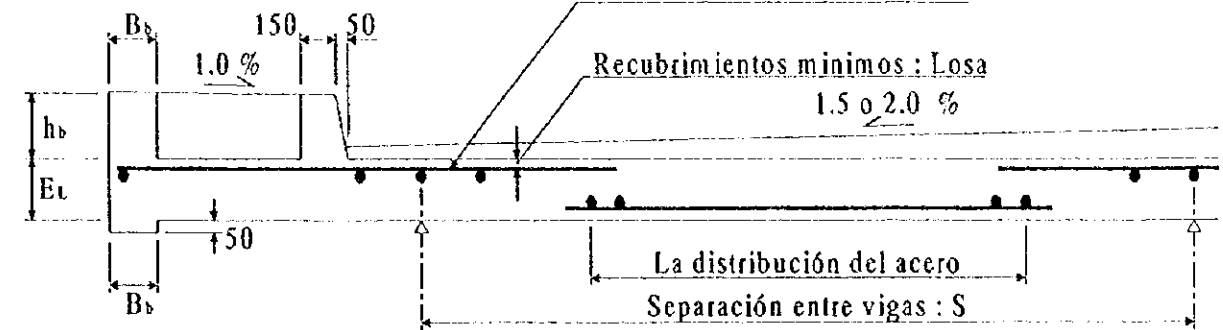 Bb 150 50
1.0 %
Recubrimientos minimos : Losa
1.5 o 2.0 %
hb
EL
50
La distribución del acero
Bb
Separación entre vigas : S